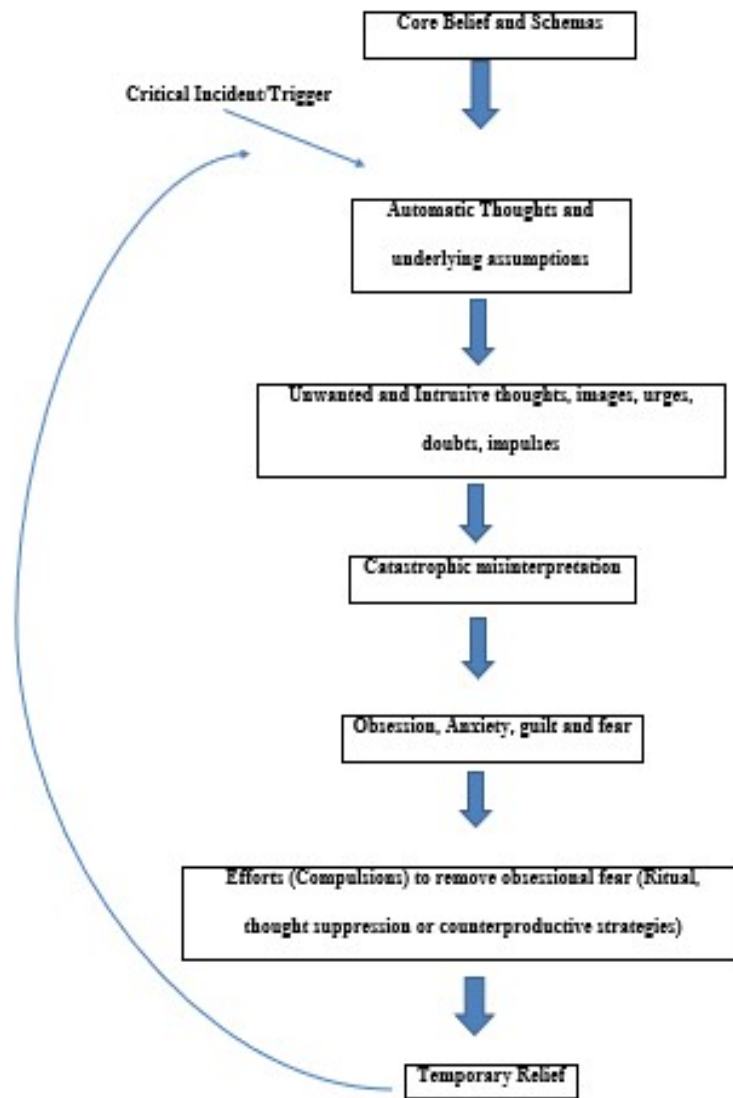 Core Belief and Schemas
Critical Incident/Trigger
Automatic Thoughts and
underlying assumptions
Unwanted and Intrusive thoughts, images, urges,
doubts, impulses
Catastrophic misinterpretation
Obsession, Anxiety, guilt and fear
Efforts (Compulsions) to remove obsessional fear (Ritual,
thought suppression or counterproductive strategies)
Temporary Relief